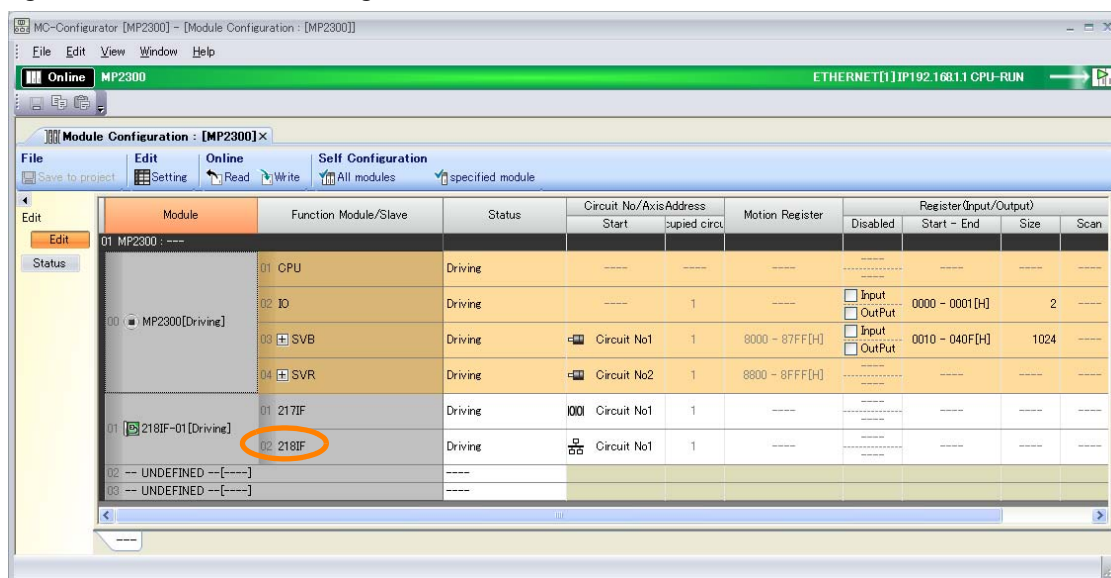 MC-Configurator [MP2300] - [Module Configuration : [MP2300]]
File Edit View Window Help
Online MP2300 ETHERNET[1] IP192.168.1.1 CPU-RUN
Module Configuration : [MP2300] ×
File Edit Online Self Configuration
Save to project Setting Read Write All modules specified module
Edit
Edit
Status
Module Function Module/Slave Status Circuit No/AxisAddress Motion Register Register(Input/Output)
Start cupied circu Disabled Start - End Size Scan
01 MP2300 : ---
00 MP2300[Driving]
01 CPU Driving ---- ---- ---- ---- ---- ---- ---- ----
02 IO Driving ---- 1 ---- Input OutPut 0000 - 0001[H] 2 ----
03 SVB Driving Circuit No1 1 8000 - 87FF[H] Input OutPut 0010 - 040F[H] 1024 ----
04 SVR Driving Circuit No2 1 8800 - 8FFF[H] ---- ---- ---- ---- ----
01 218IF-01[Driving]
01 217IF Driving Circuit No1 1 ---- ---- ---- ---- ---- ----
02 218IF Driving Circuit No1 1 ---- ---- ---- ---- ---- ----
02 -- UNDEFINED --[----] ----
03 -- UNDEFINED --[----] ----
---